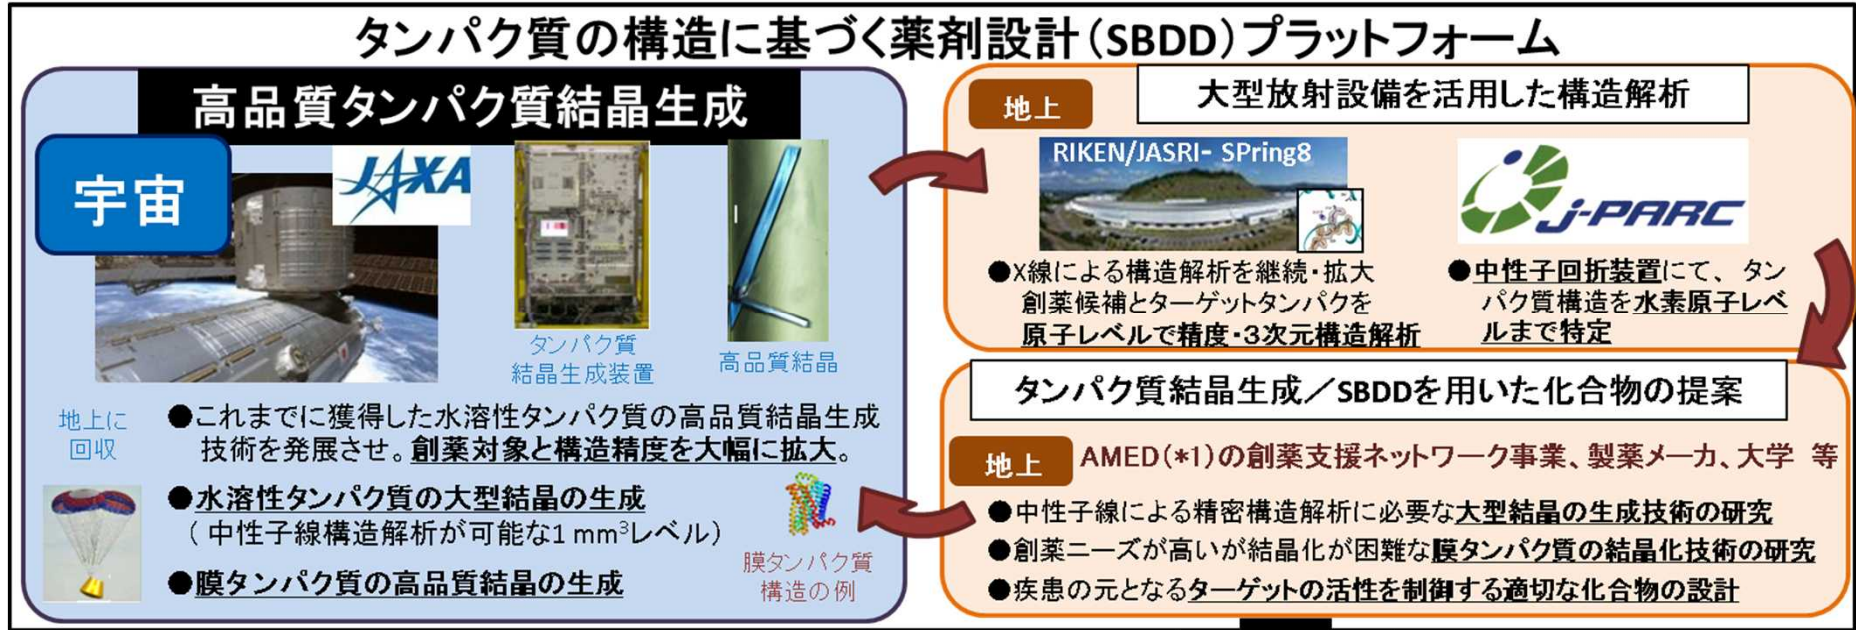 タンパク質の構造に基づく薬剤設計(SBDD)プラットフォーム
高品質タンパク質結晶生成
宇宙
JAXA
タンパク質
結晶生成装置
高品質結晶
地上に
回収
●これまでに獲得した水溶性タンパク質の高品質結晶生成
技術を発展させ。創薬対象と構造精度を大幅に拡大。
●水溶性タンパク質の大型結晶の生成
(中性子線構造解析が可能な1 mm³レベル)
●膜タンパク質の高品質結晶の生成
膜タンパク質
構造の例
地上
大型放射設備を活用した構造解析
RIKEN/JASRI- SPring8
●X線による構造解析を継続・拡大
創薬候補とターゲットタンパクを
原子レベルで精度・3次元構造解析
J-PARC
●中性子回折装置にて、タン
パク質構造を水素原子レベ
ルまで特定
タンパク質結晶生成/SBDDを用いた化合物の提案
地上
AMED(*1)の創薬支援ネットワーク事業、製薬メーカ、大学 等
●中性子線による精密構造解析に必要な大型結晶の生成技術の研究
●創薬ニーズが高いが結晶化が困難な膜タンパク質の結晶化技術の研究
●疾患の元となるターゲットの活性を制御する適切な化合物の設計